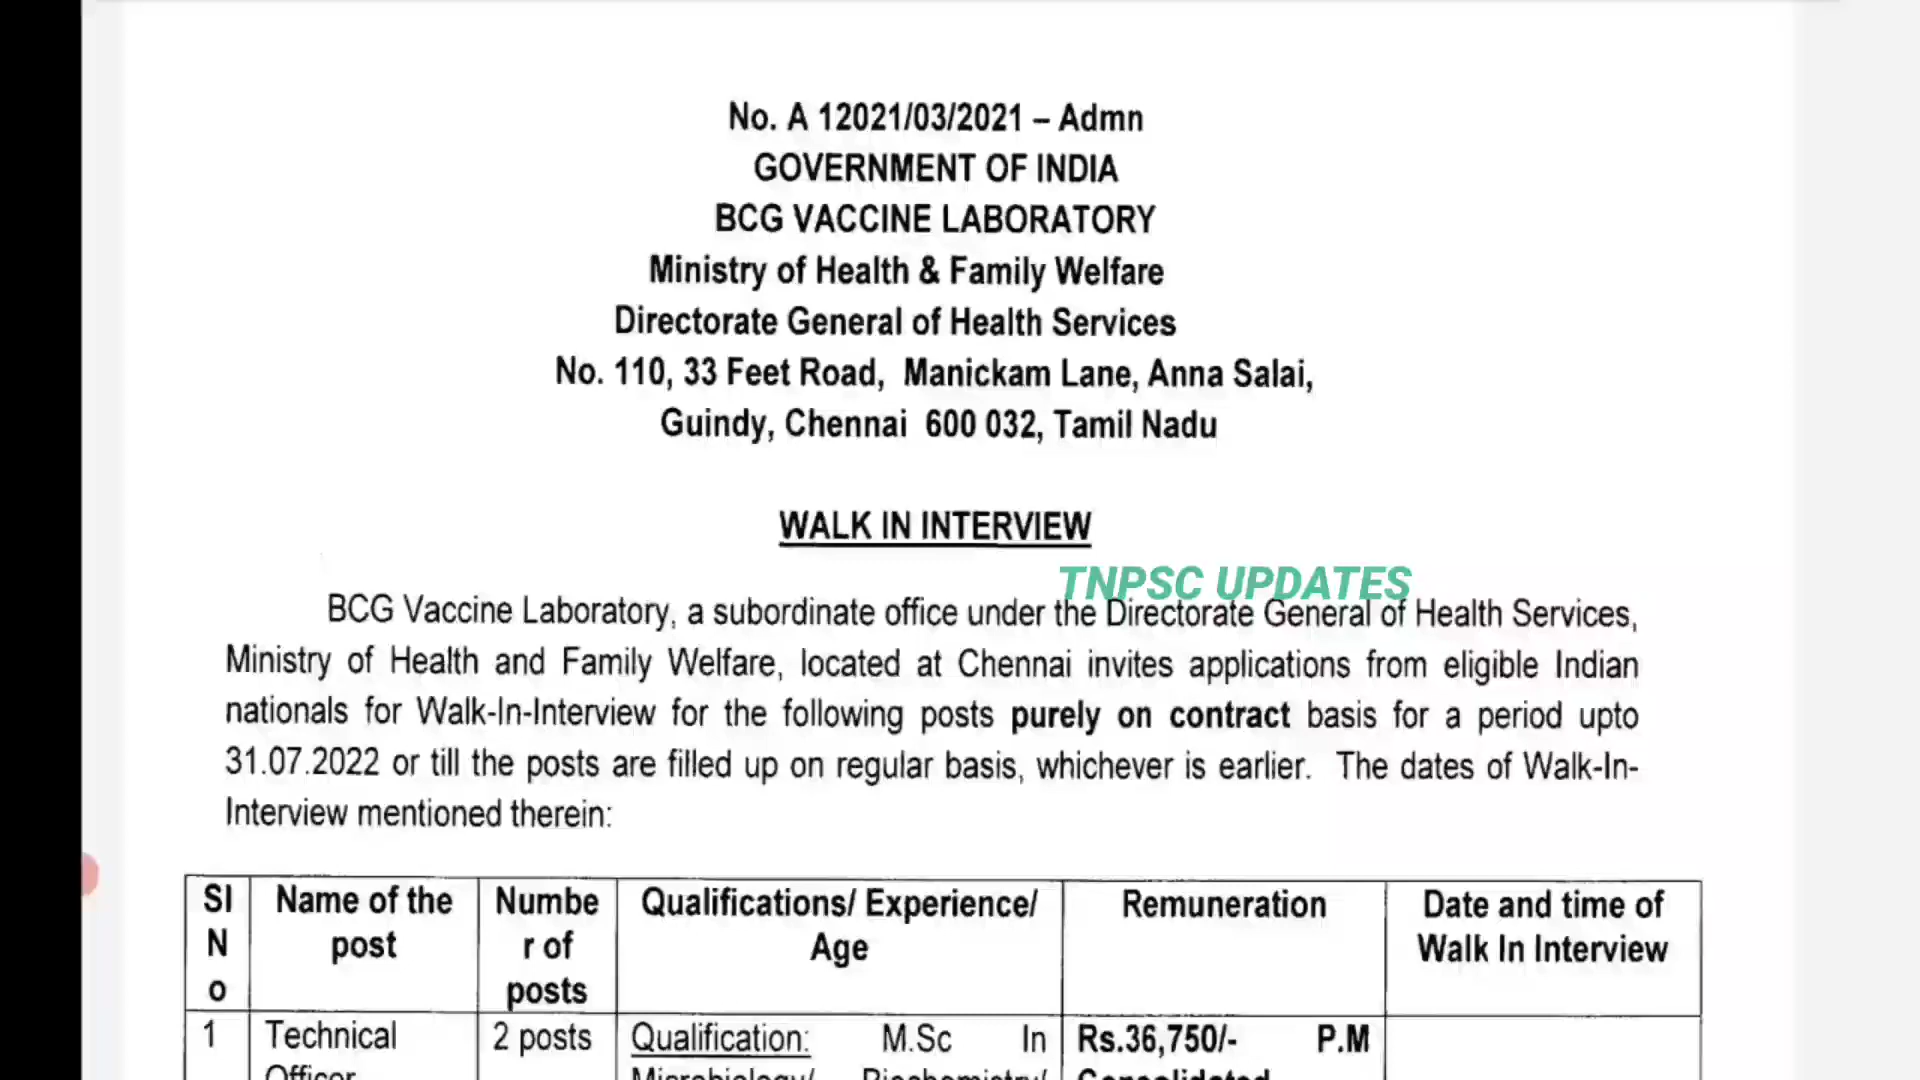 No. A 12021/03/2021 – Admn
GOVERNMENT OF INDIA
BCG VACCINE LABORATORY
Ministry of Health & Family Welfare
Directorate General of Health Services
No. 110, 33 Feet Road, Manickam Lane, Anna Salai,
Guindy, Chennai 600 032, Tamil Nadu
WALK IN INTERVIEW
TNPSC UPDATES
BCG Vaccine Laboratory, a subordinate office under the Directorate General of Health Services,
Ministry of Health and Family Welfare, located at Chennai invites applications from eligible Indian
nationals for Walk-In-Interview for the following posts purely on contract basis for a period upto
31.07.2022 or till the posts are filled up on regular basis, whichever is earlier. The dates of Walk-In-
Interview mentioned therein:
Sl N o
Name of the post
Numbe r of posts
Qualifications/ Experience/ Age
Remuneration
Date and time of Walk In Interview
1 Technical 2 posts Qualification: M.Sc In Rs.36,750/- P.M
Officer Microbiology/ Biochemistry/ Consolidated